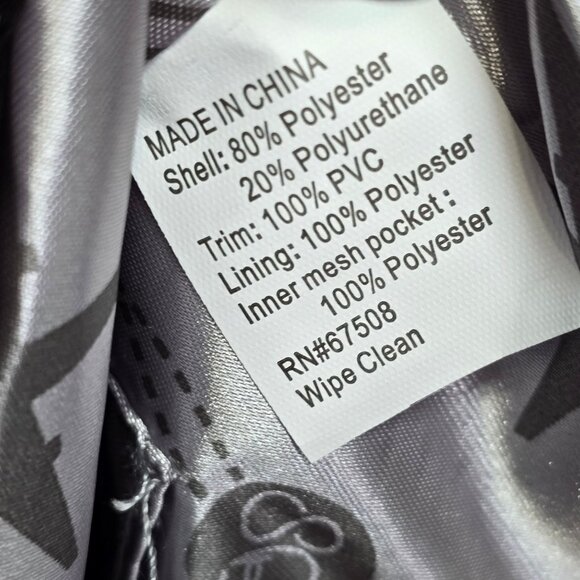 MADE IN CHINA
Shell: 80% Polyester
20% Polyurethane
Trim: 100% PVC
Lining: 100% Polyester
Inner mesh pocket :
100% Polyester
RN#67508
Wipe Clean